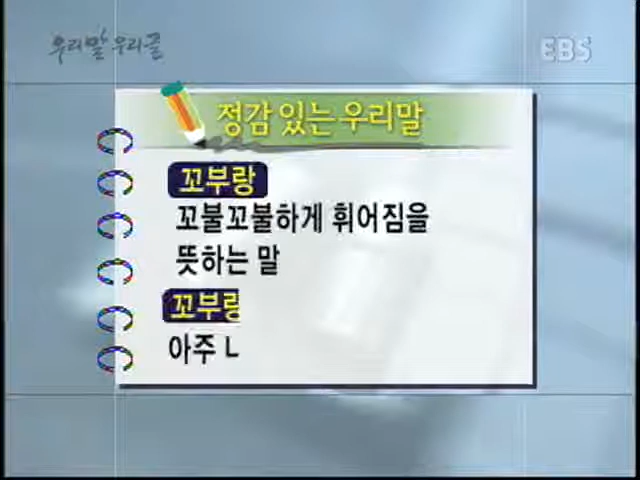 우리말 우리글
EBS
정감 있는 우리말
꼬부랑
꼬불꼬불하게 휘어짐을
뜻하는 말
꼬부랑
아주 ㄴ